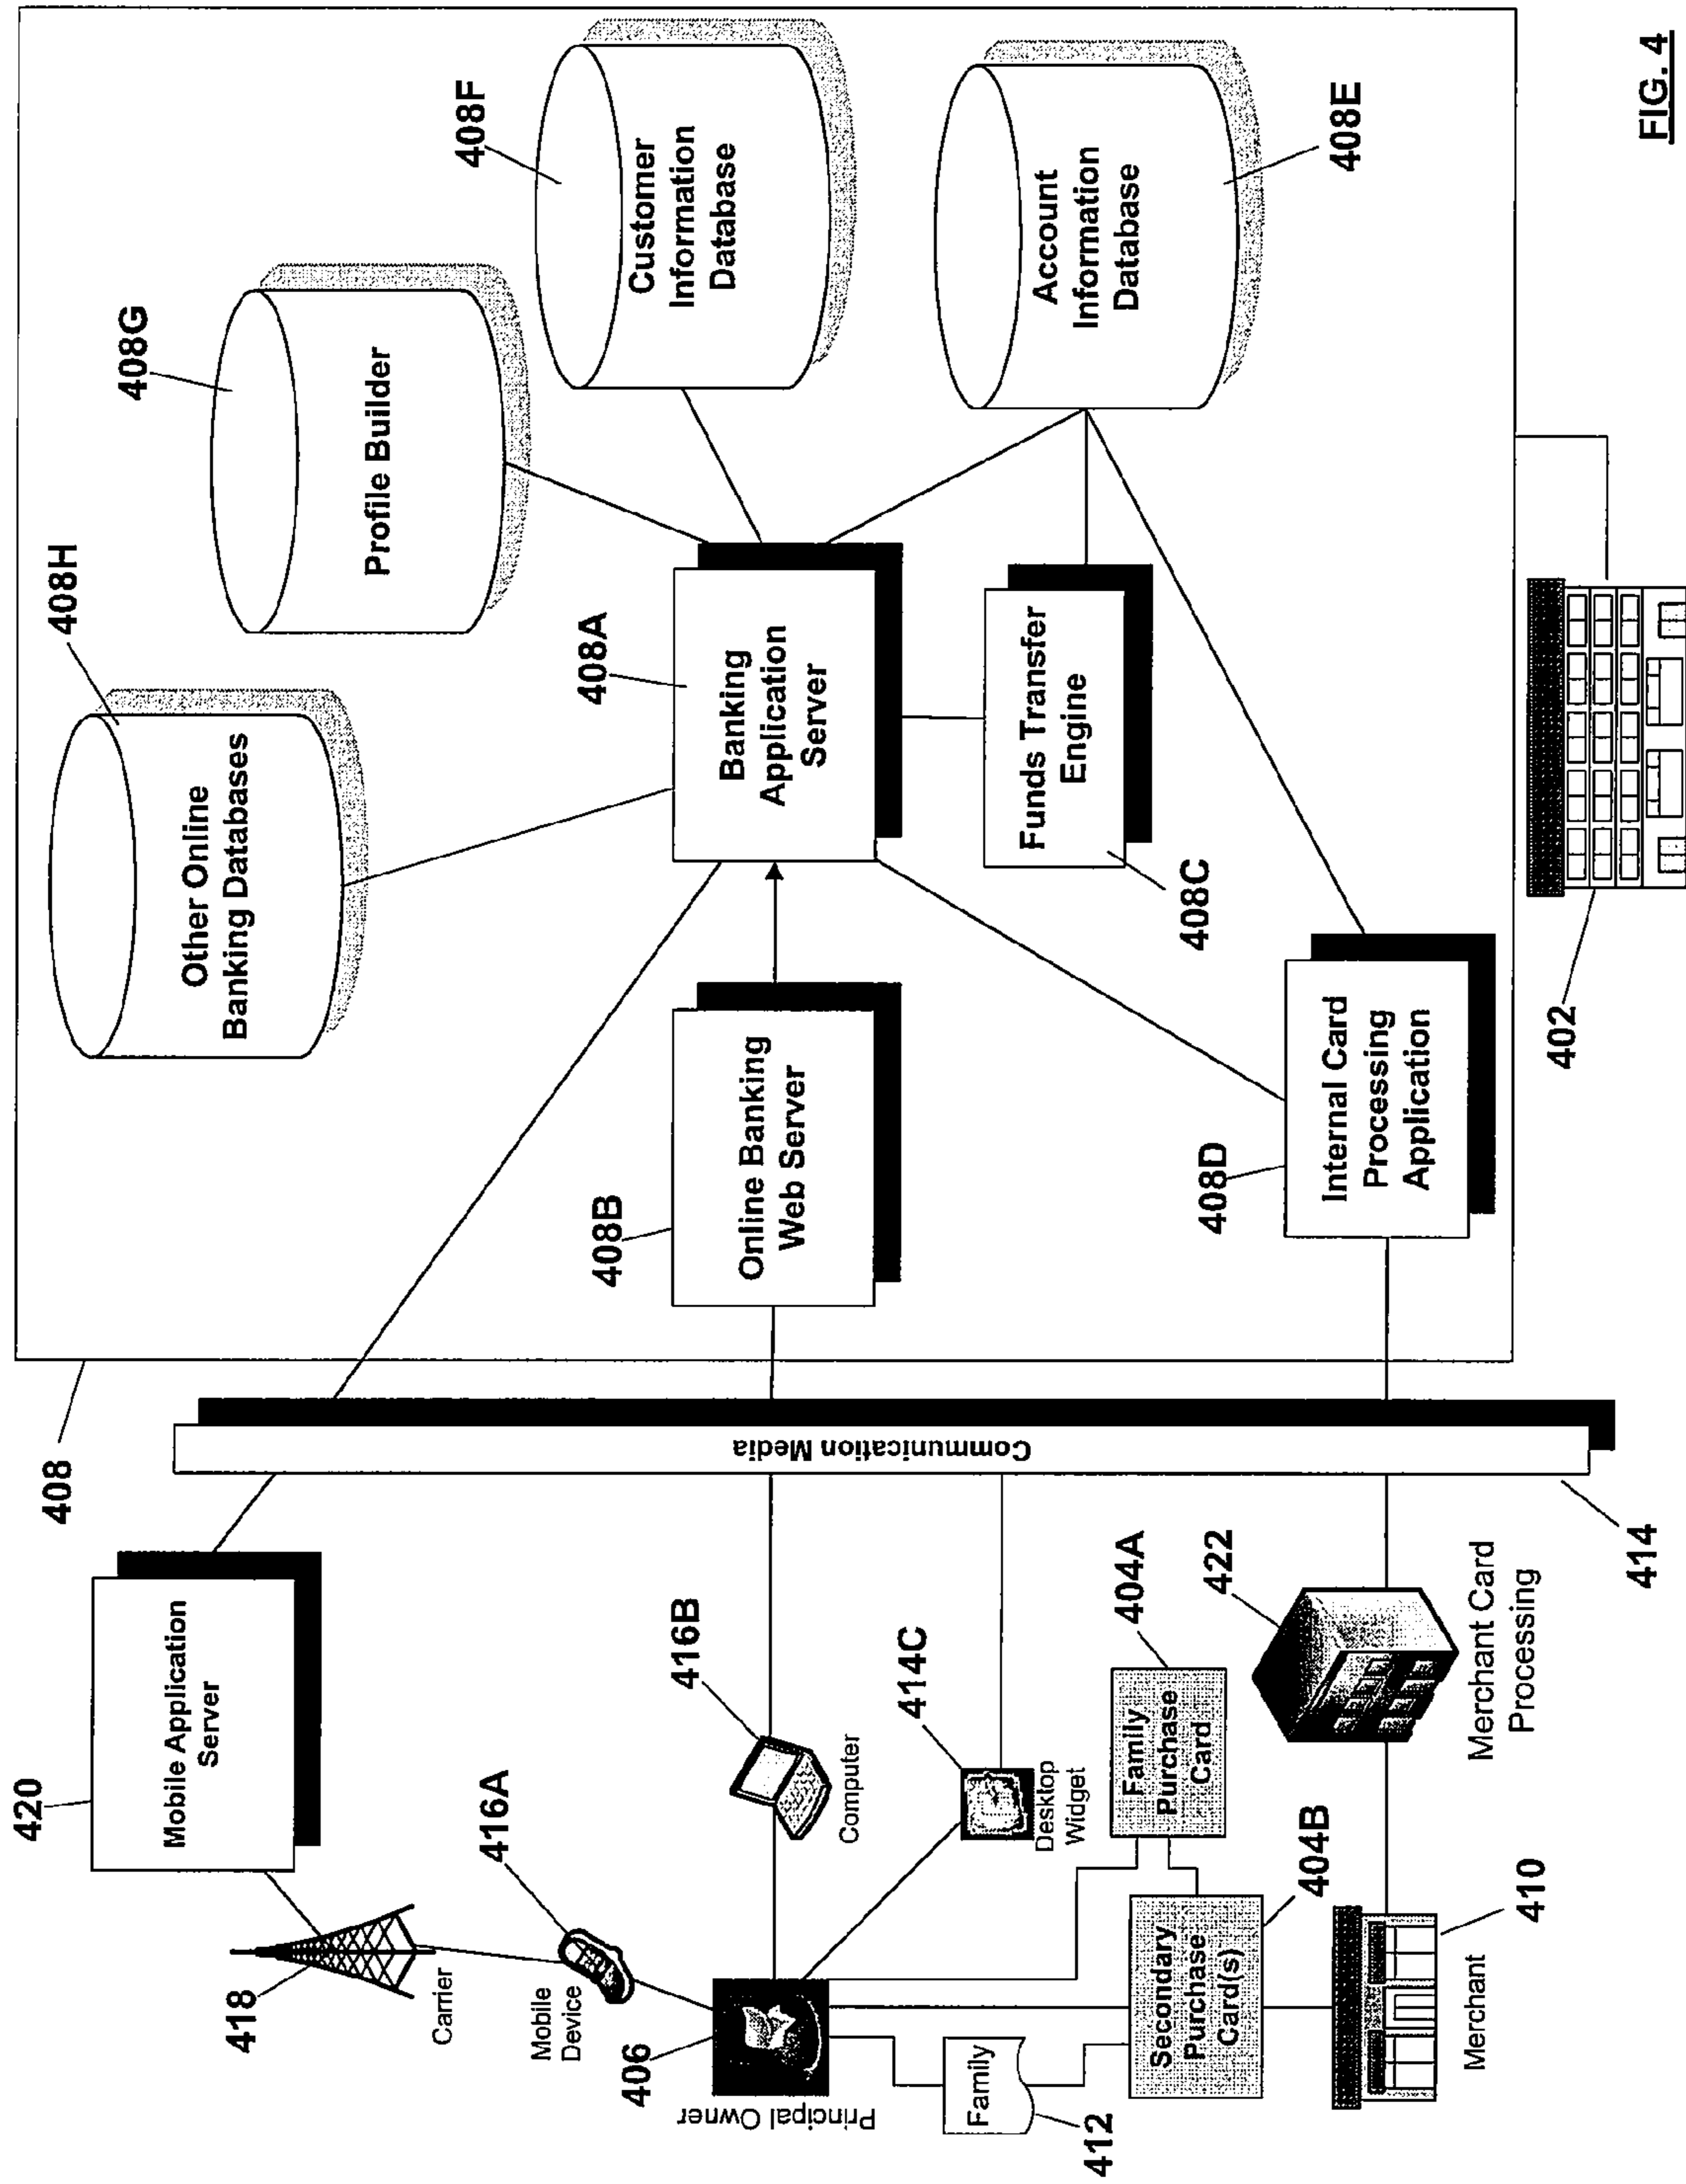 408H
Other Online
Banking Databases
408G
Profile Builder
408F
Customer
Information
Database
408A
Banking
Application
Server
408E
Account
Information
Database
408B
Online Banking
Web Server
408C
Funds Transfer
Engine
408D
Internal Card
Processing
Application
402
408
Communication Media
414
420
Mobile Application
Server
418
Carrier
416A
Mobile
Device
416B
Computer
414C
Desktop
Widget
406
Principal Owner
Family
412
404A
Family
Purchase
Card
Secondary
Purchase
Card(s)
404B
422
Merchant Card
Processing
410
Merchant
FIG. 4